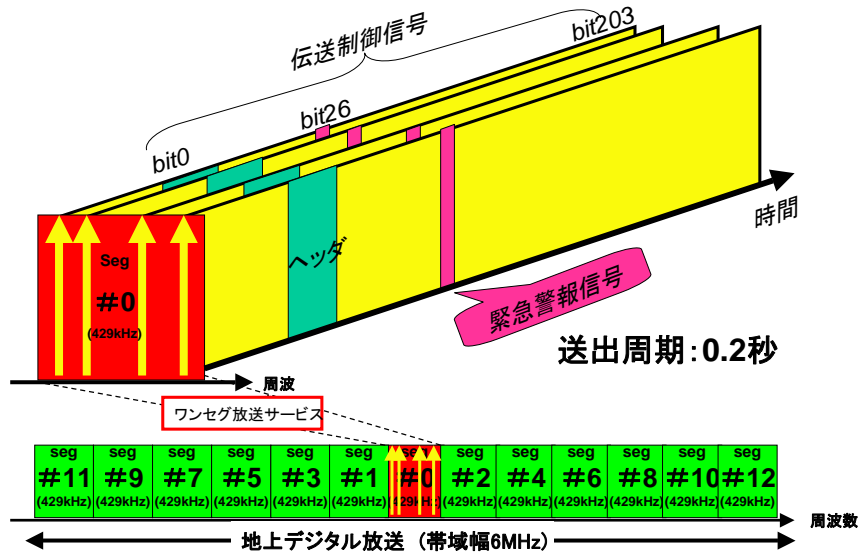 伝送制御信号
bit203
bit26
bit0
時間
ヘッダ
Seg
#0
(429kHz)
緊急警報信号
送出周期：0.2秒
周波
ワンセグ放送サービス
seg seg seg seg seg seg seg seg seg seg seg seg seg
#11 #9 #7 #5 #3 #1 #0 #2 #4 #6 #8 #10 #12
(429kHz) (429kHz) (429kHz) (429kHz) (429kHz) (429kHz) (429kHz) (429kHz) (429kHz) (429kHz) (429kHz) (429kHz) (429kHz)
周波数
地上デジタル放送 （帯域幅6MHz）